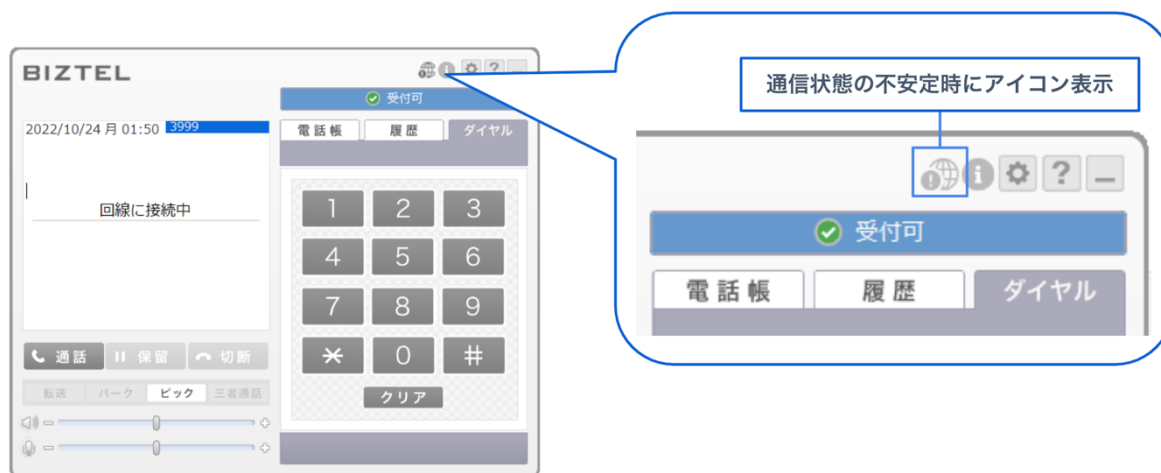 BIZTEL
?
受付可
2022/10/24 月 01:50 3999
電話帳 履歴 ダイヤル
回線に接続中
1 2 3
4 5 6
7 8 9
* 0 #
クリア
通話 保留 切断
転送 パーク ピック 三者通話
通信状態の不安定時にアイコン表示
! i ?
受付可
電話帳 履歴 ダイヤル